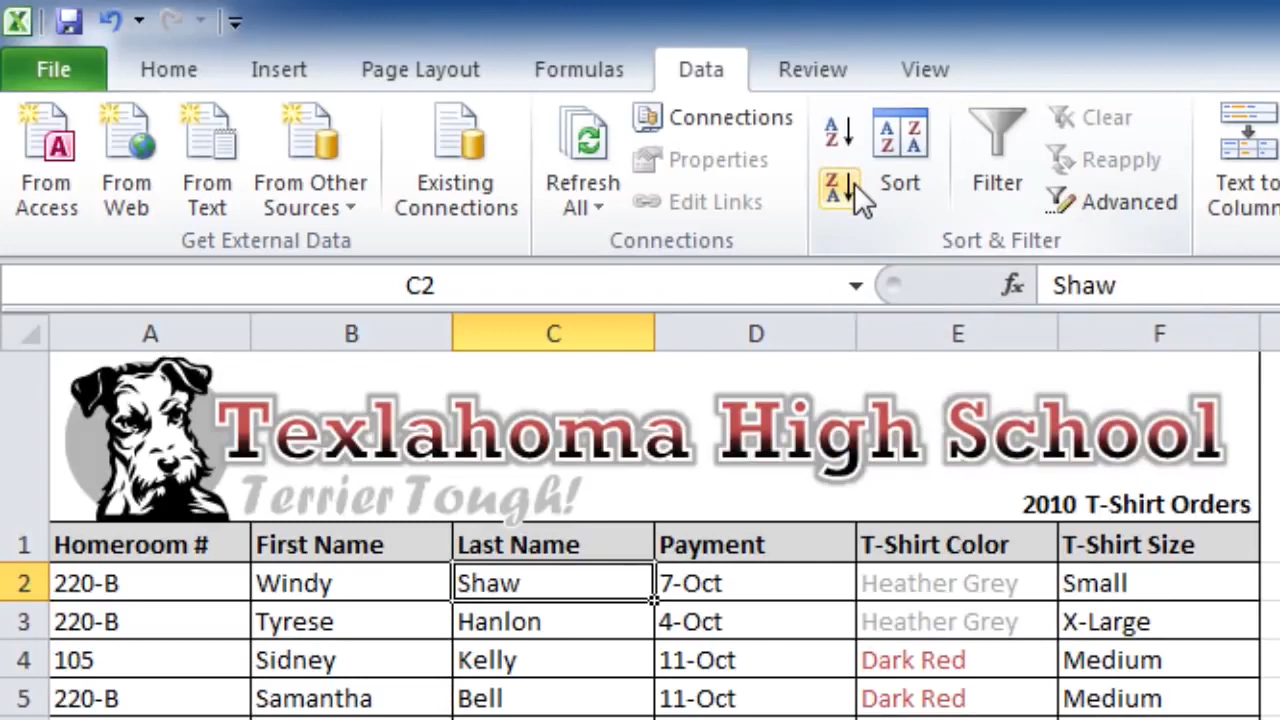 File Home Insert Page Layout Formulas Data Review View
Connections Clear
Properties Reapply
Edit Links Advanced
From Access From Web From Text From Other Sources Existing Connections Refresh All Sort Filter Text to
Get External Data Connections Sort & Filter
C2 fx Shaw
A B C D E F
Texlahoma High School
Terrier Tough!
2010 T-Shirt Orders
1 Homeroom # First Name Last Name Payment T-Shirt Color T-Shirt Size
2 220-B Windy Shaw 7-Oct Heather Grey Small
3 220-B Tyrese Hanlon 4-Oct Heather Grey X-Large
4 105 Sidney Kelly 11-Oct Dark Red Medium
5 220-B Samantha Bell 11-Oct Dark Red Medium